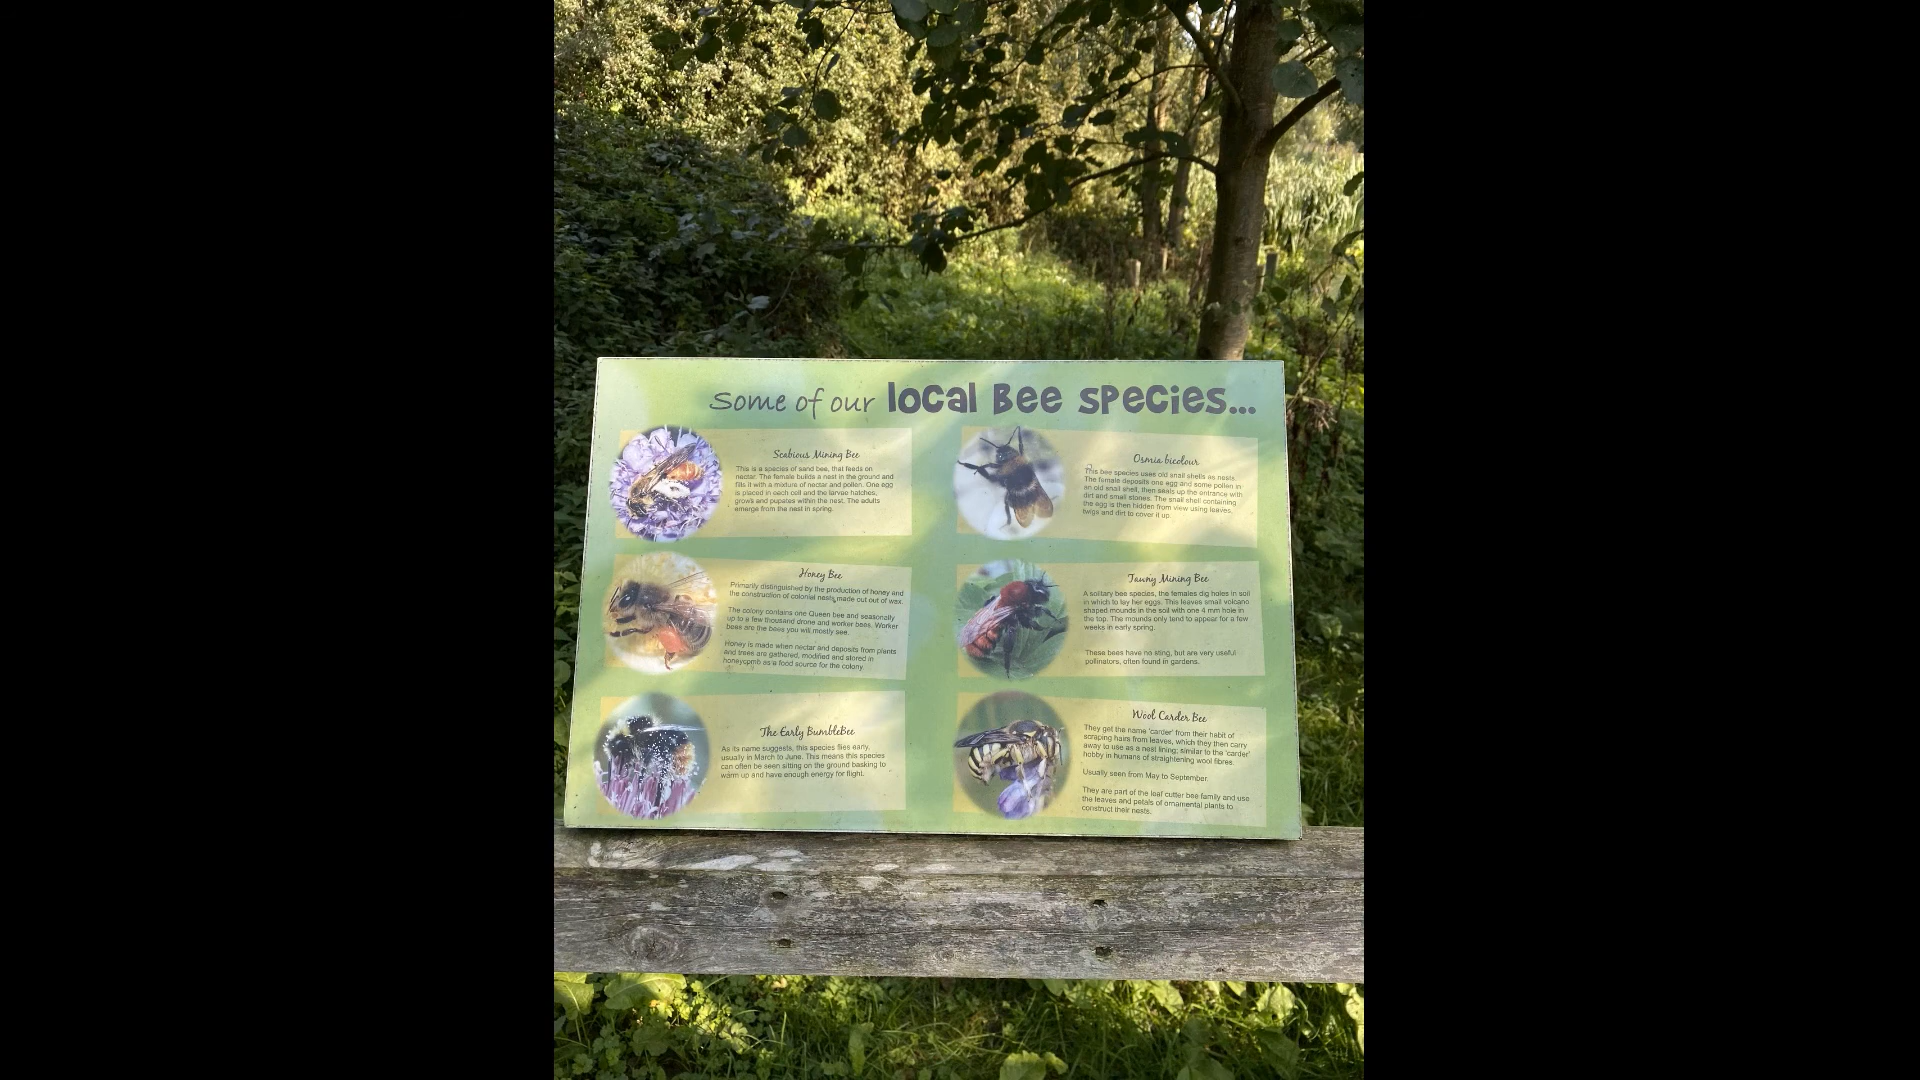 Some of our local Bee species...
Scabious Mining Bee
This is a species of sand bee, that feeds on
nectar. The female builds a nest in the ground and
fills it with a mixture of nectar and pollen. One egg
is placed in each cell and the larvae hatches,
grows and pupates within the nest. The adults
emerge from the nest in spring.
Honey Bee
Primarily distinguished by the production of honey and
the construction of colonial nests made cut out of wax.
The colony contains one Queen bee and seasonally
up to a few thousand drone and worker bees. Worker
bees are the bees you will mostly see.
Honey is made when nectar and deposits from plants
and trees are gathered, modified and stored in
honeycomb as a food source for the colony.
The Early BumbleBee
As its name suggests, this species flies early,
usually in March to June. This means this species
can often be seen sitting on the ground basking to
warm up and have enough energy for flight.
Osmia bicolour
This bee species uses old snail shells as nests.
The female deposits one egg and some pollen in
an old snail shell, then seals up the entrance with
dirt and small stones. The snail shell containing
the egg is then hidden from view using leaves,
twigs and dirt to cover it up.
Tawny Mining Bee
A solitary bee species, the females dig holes in soil
in which to lay her eggs. This leaves small volcano
shaped mounds in the soil with one 4 mm hole in
the top. The mounds only tend to appear for a few
weeks in early spring.
These bees have no sting, but are very useful
pollinators, often found in gardens.
Wool Carder Bee
They get the name 'carder' from their habit of
scraping hairs from leaves, which they then carry
away to use as a nest lining; similar to the 'carder'
hobby in humans of straightening wool fibres.
Usually seen from May to September.
They are part of the leaf cutter bee family and use
the leaves and petals of ornamental plants to
construct their nests.